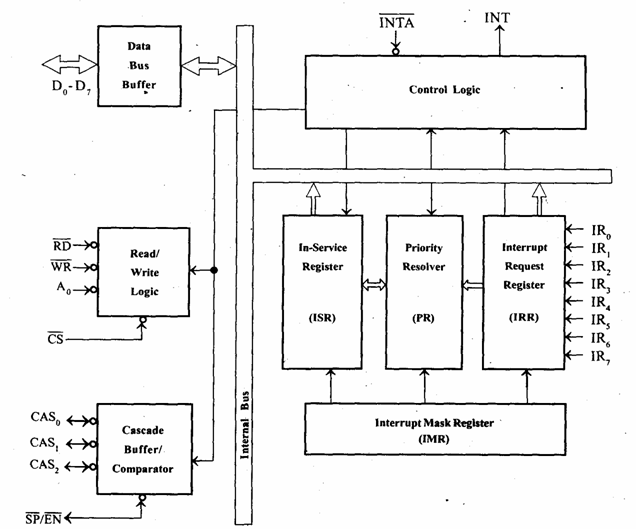 INTA
INT
Data
Bus
Buffer
D0 - D7
Control Logic
RD
WR
A0
CS
Read/
Write
Logic
In-Service
Register
(ISR)
Priority
Resolver
(PR)
Interrupt
Request
Register
(IRR)
IR0
IR1
IR2
IR3
IR4
IR5
IR6
IR7
CAS0
CAS1
CAS2
SP/EN
Cascade
Buffer/
Comparator
Internal Bus
Interrupt Mask Register
(IMR)